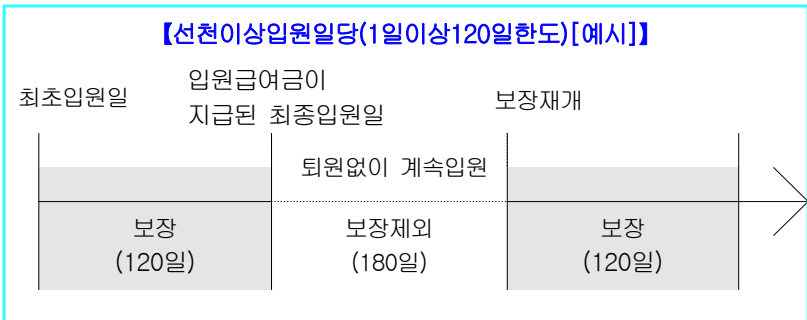 【선천이상입원일당(1일이상120일한도)[예시]】
최초입원일
입원급여금이
지급된 최종입원일
보장재개
퇴원없이 계속입원
보장
(120일)
보장제외
(180일)
보장
(120일)